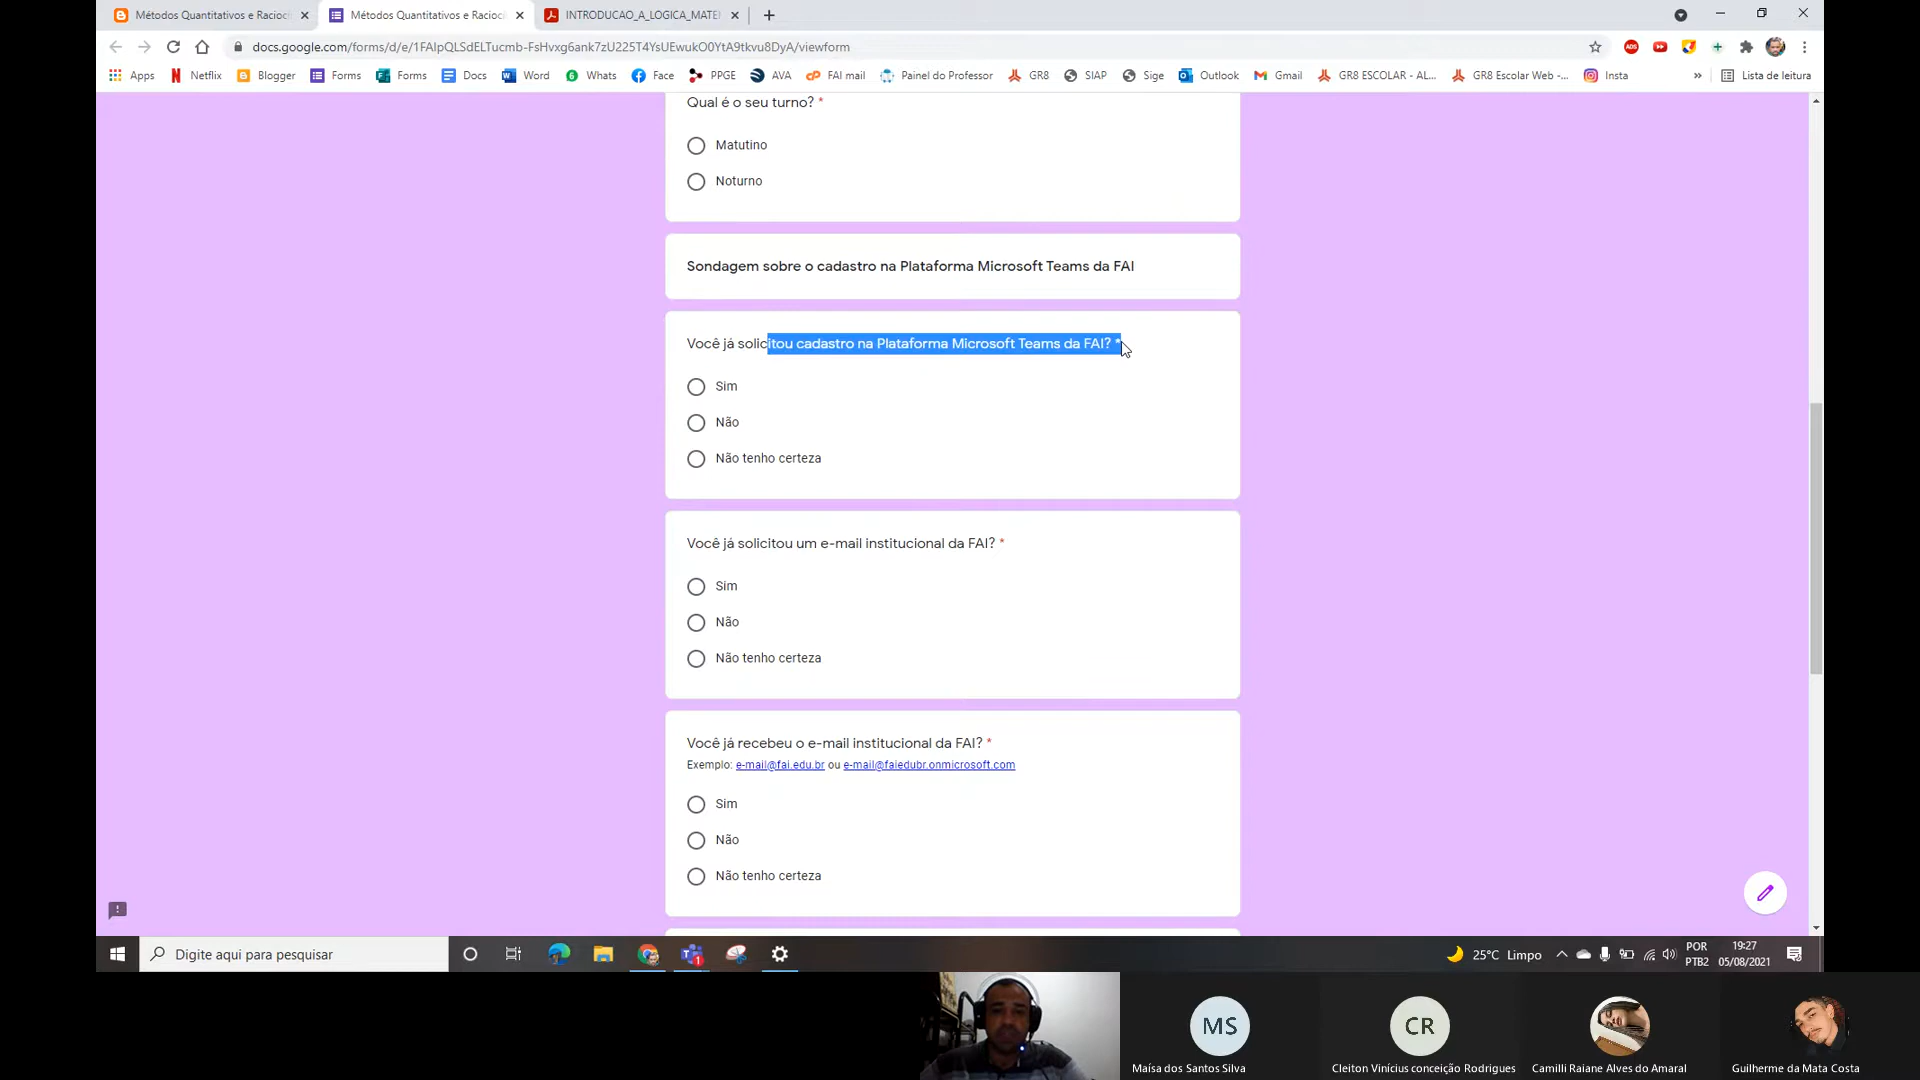 Métodos Quantitativos e Racioci
Métodos Quantitativos e Racioci
INTRODUCAO_A_LOGICA_MATE
docs.google.com/forms/d/e/1FAIpQLSdELTucmb-FsHvxg6ank7zU225T4YsUEwukO0YtA9tkvu8DyA/viewform
ADS
Apps
Netflix
Blogger
Forms
Forms
Docs
Word
Whats
Face
PPGE
AVA
FAI mail
Painel do Professor
GR8
SIAP
Sige
Outlook
Gmail
GR8 ESCOLAR - AL...
GR8 Escolar Web -...
Insta
»
Lista de leitura
Qual é o seu turno? *
Matutino
Noturno
Sondagem sobre o cadastro na Plataforma Microsoft Teams da FAI
Você já solicitou cadastro na Plataforma Microsoft Teams da FAI? *
Sim
Não
Não tenho certeza
Você já solicitou um e-mail institucional da FAI? *
Sim
Não
Não tenho certeza
Você já recebeu o e-mail institucional da FAI? *
Exemplo: e-mail@fai.edu.br ou e-mail@faiedubr.onmicrosoft.com
Sim
Não
Não tenho certeza
Digite aqui para pesquisar
1
25°C Limpo
POR
PTB2
19:27
05/08/2021
MS
Maísa dos Santos Silva
CR
Cleiton Vinícius conceição Rodrigues
Camilli Raiane Alves do Amaral
Guilherme da Mata Costa